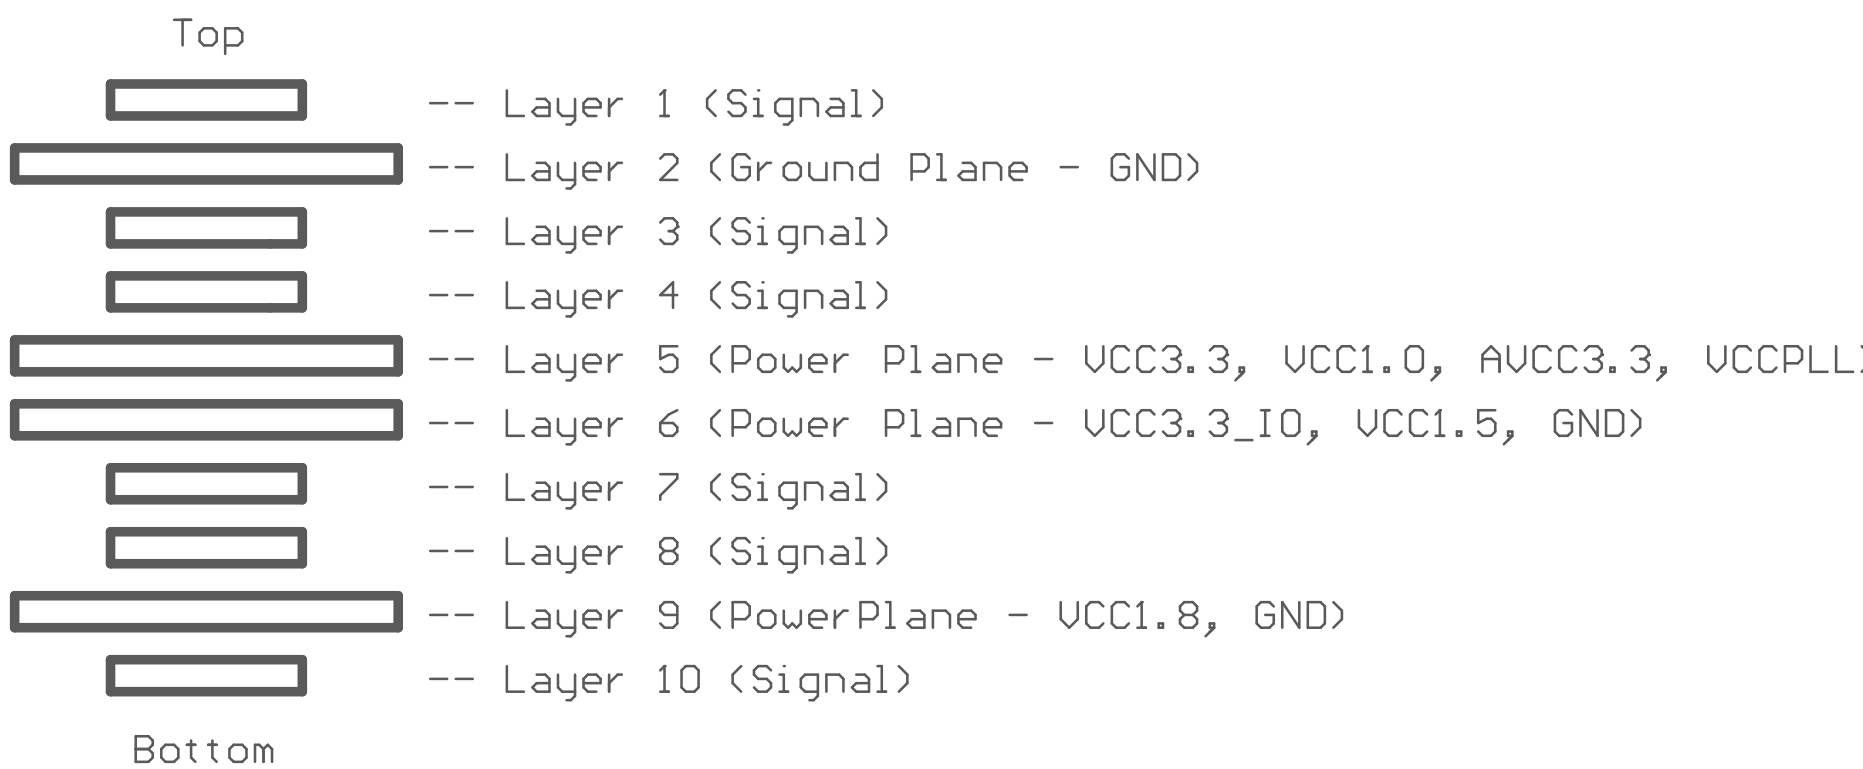 Top
-- Layer 1 (Signal)
-- Layer 2 (Ground Plane - GND)
-- Layer 3 (Signal)
-- Layer 4 (Signal)
-- Layer 5 (Power Plane - VCC3.3, VCC1.0, AVCC3.3, VCCPLL)
-- Layer 6 (Power Plane - VCC3.3_IO, VCC1.5, GND)
-- Layer 7 (Signal)
-- Layer 8 (Signal)
-- Layer 9 (PowerPlane - VCC1.8, GND)
-- Layer 10 (Signal)
Bottom